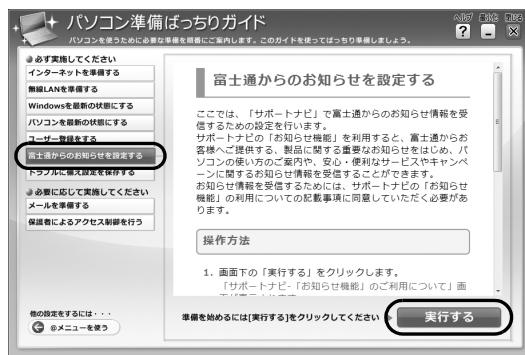 パソコン準備ばっちりガイド
パソコンを使うために必要な準備を順番にご案内します。このガイドを使ってばっちり準備しましょう。
ヘルプ 最小化 閉じる
必ず実施してください
インターネットを準備する
無線LANを準備する
Windowsを最新の状態にする
パソコンを最新の状態にする
ユーザー登録をする
富士通からのお知らせを設定する
トラブルに備え設定を保存する
必要に応じて実施してください
メールを準備する
保護者によるアクセス制御を行う
他の設定をするには・・・
@メニューを使う
富士通からのお知らせを設定する
ここでは、「サポートナビ」で富士通からのお知らせ情報を受
信するための設定を行います。
サポートナビの「お知らせ機能」を利用すると、富士通からお
客様へご提供する、製品に関する重要なお知らせをはじめ、パ
ソコンの使い方のご案内や、安心・便利なサービスやキャンペ
ーンに関するお知らせ情報を受信することができます。
お知らせ情報を受信するためには、サポートナビの「お知らせ
機能」の利用についての記載事項に同意していただく必要があ
ります。
操作方法
1. 画面下の「実行する」をクリックします。
「サポートナビ-「お知らせ機能」のご利用について」画
準備を始めるには[実行する]をクリックしてください
実行する